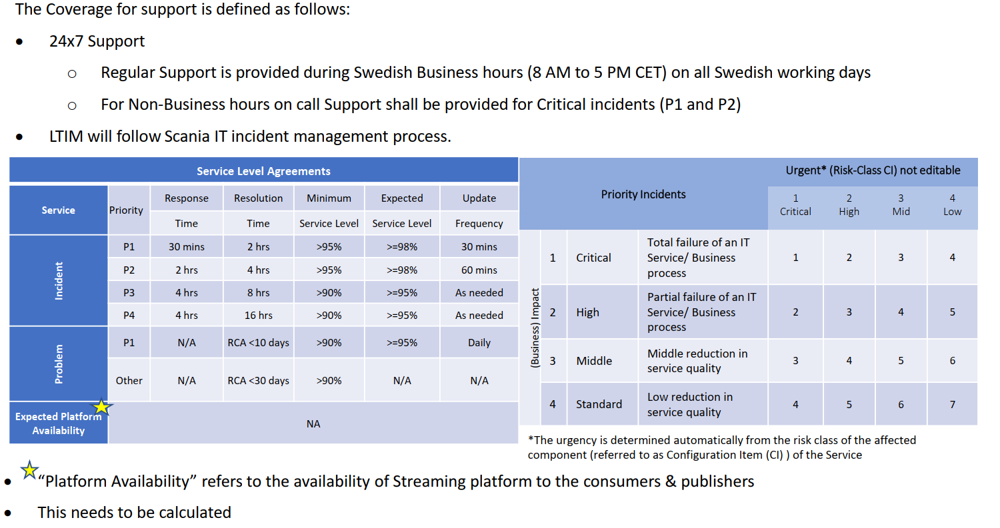 The Coverage for support is defined as follows:
• 24x7 Support
o Regular Support is provided during Swedish Business hours (8 AM to 5 PM CET) on all Swedish working days
o For Non-Business hours on call Support shall be provided for Critical incidents (P1 and P2)
• LTIM will follow Scania IT incident management process.
Service Level Agreements
Service Priority Response Time Resolution Time Minimum Service Level Expected Service Level Update Frequency
Incident
P1 30 mins 2 hrs >95% >=98% 30 mins
P2 2 hrs 4 hrs >95% >=98% 60 mins
P3 4 hrs 8 hrs >90% >=95% As needed
P4 4 hrs 16 hrs >90% >=95% As needed
Problem
P1 N/A RCA <10 days >90% >=95% Daily
Other N/A RCA <30 days >90% N/A N/A
Expected Platform
Availability
NA
Priority Incidents
Urgent* (Risk-Class CI) not editable
1 2 3 4
Critical High Mid Low
(Business) Impact
1 Critical Total failure of an IT Service/ Business process 1 2 3 4
2 High Partial failure of an IT Service/ Business process 2 3 4 5
3 Middle Middle reduction in service quality 3 4 5 6
4 Standard Low reduction in service quality 4 5 6 7
*The urgency is determined automatically from the risk class of the affected
component (referred to as Configuration Item (CI) ) of the Service
• “Platform Availability” refers to the availability of Streaming platform to the consumers & publishers
• This needs to be calculated